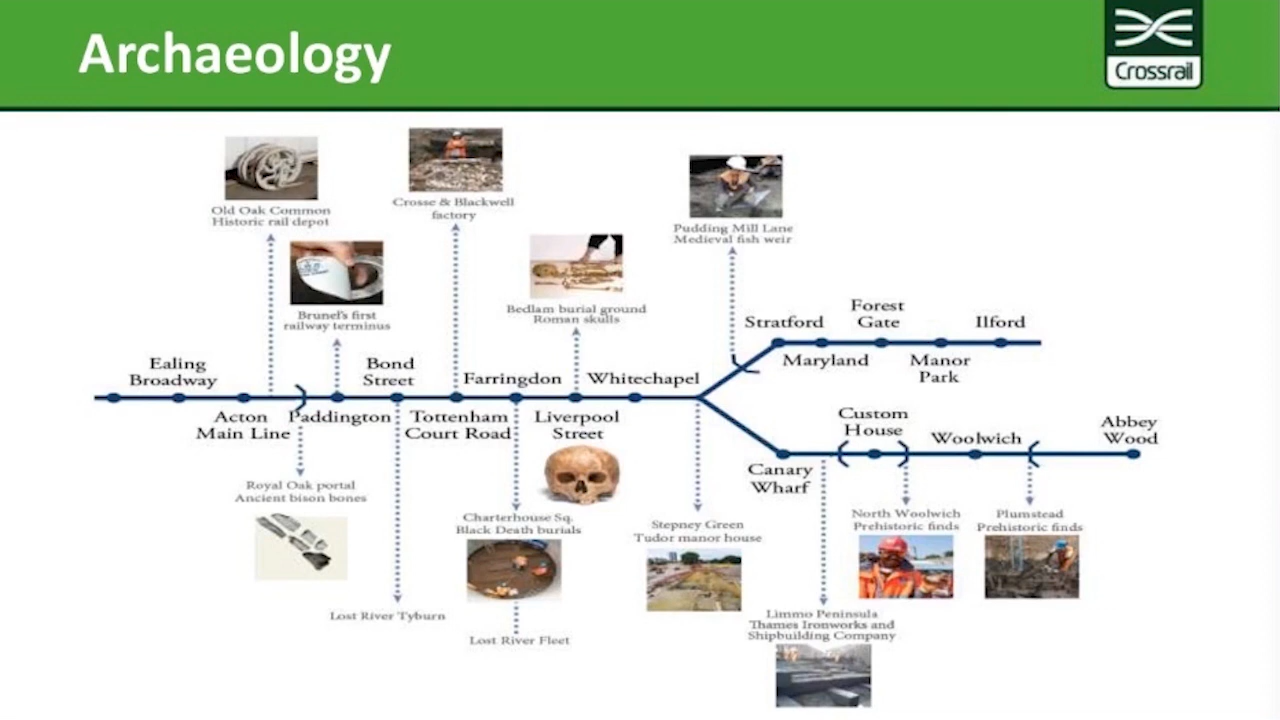 Archaeology
Crossrail
Old Oak Common
Historic rail depot
Crosse & Blackwell
factory
Pudding Mill Lane
Medieval fish weir
Brunel's first
railway terminus
Bedlam burial ground
Roman skulls
Ealing
Broadway
Acton
Main Line
Paddington
Bond
Street
Tottenham
Court Road
Farringdon
Liverpool
Street
Whitechapel
Stratford
Maryland
Forest
Gate
Manor
Park
Ilford
Canary
Wharf
Custom
House
Woolwich
Abbey
Wood
Royal Oak portal
Ancient bison bones
Lost River Tyburn
Charterhouse Sq.
Black Death burials
Lost River Fleet
Stepney Green
Tudor manor house
Limmo Peninsula
Thames Ironworks and
Shipbuilding Company
North Woolwich
Prehistoric finds
Plumstead
Prehistoric finds